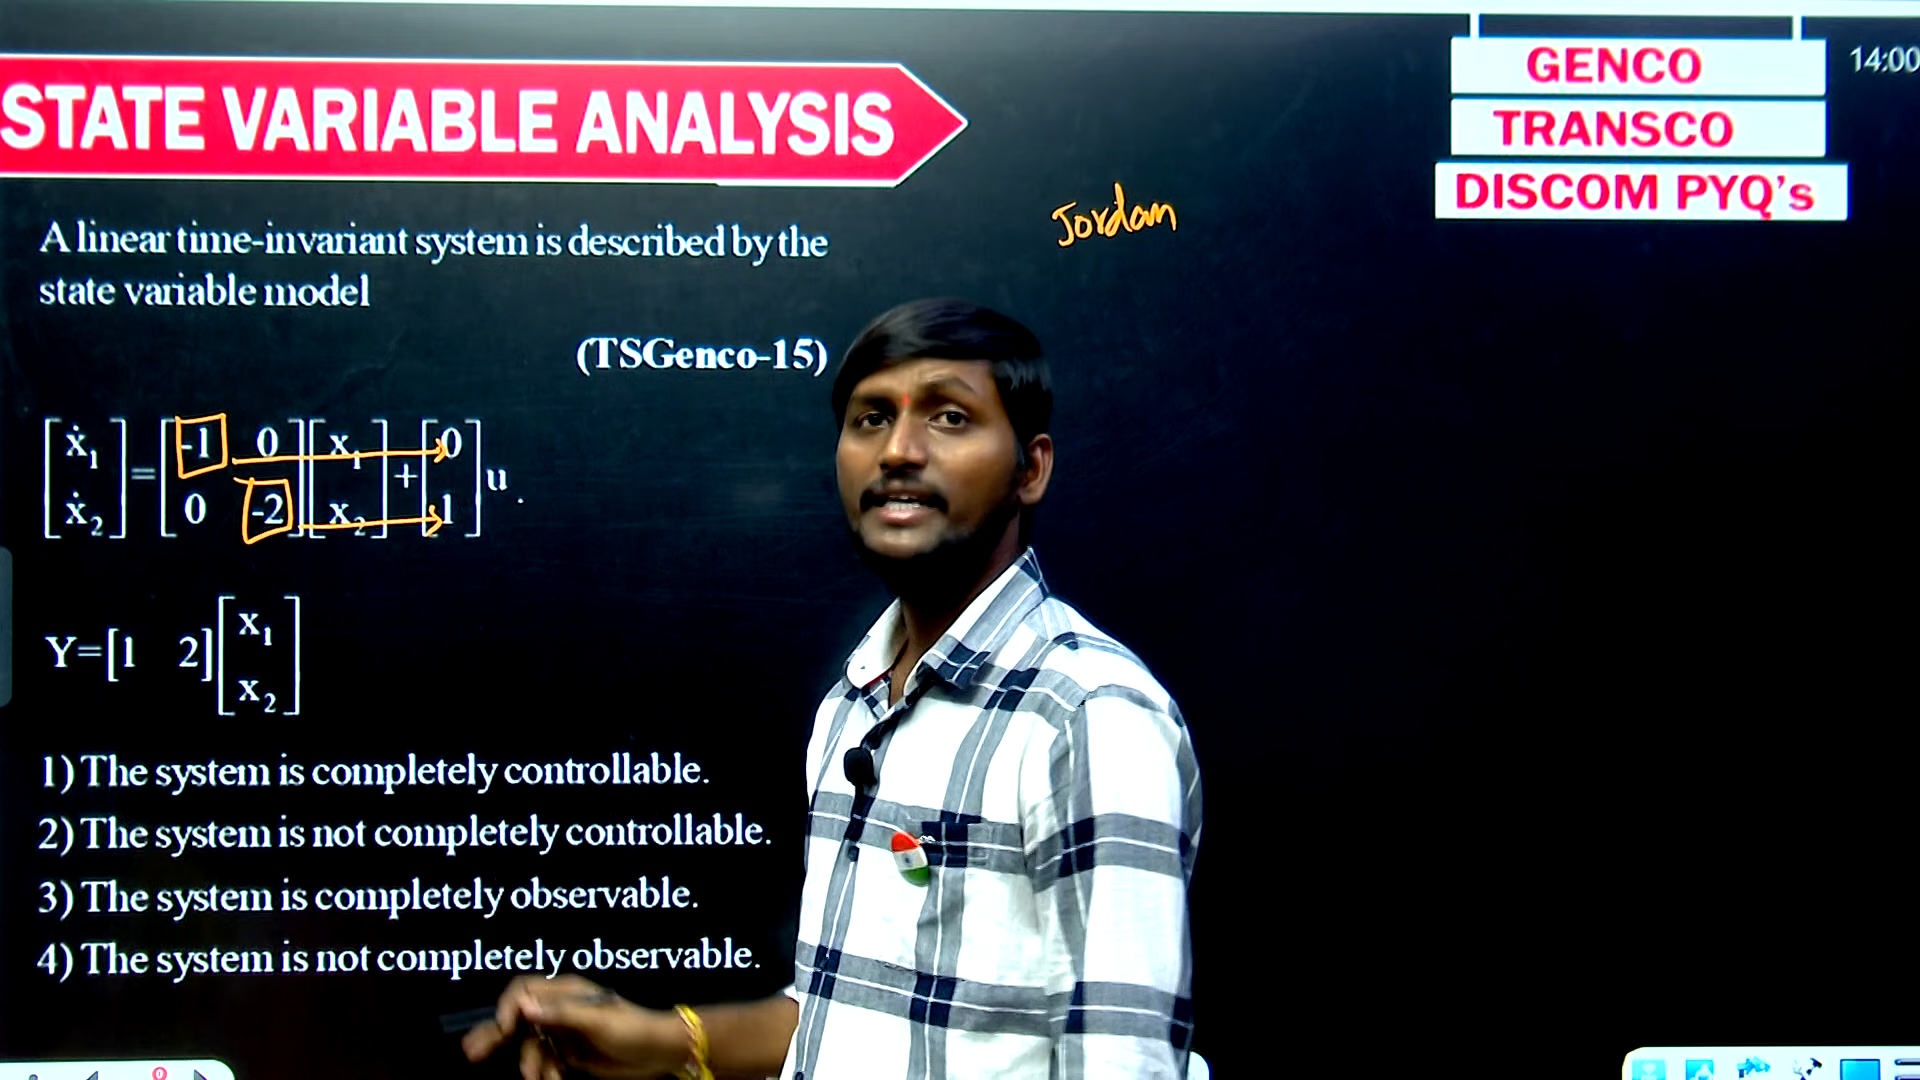 STATE VARIABLE ANALYSIS
GENCO
TRANSCO
DISCOM PYQ's
14:00
Jordan
A linear time-invariant system is described by the
state variable model
(TSGenco-15)
[ẋ₁ ẋ₂] = [-1 0 0 -2] [x₁ x₂] + [0 1] u .
Y=[1 2] [x₁ x₂]
1) The system is completely controllable.
2) The system is not completely controllable.
3) The system is completely observable.
4) The system is not completely observable.
0